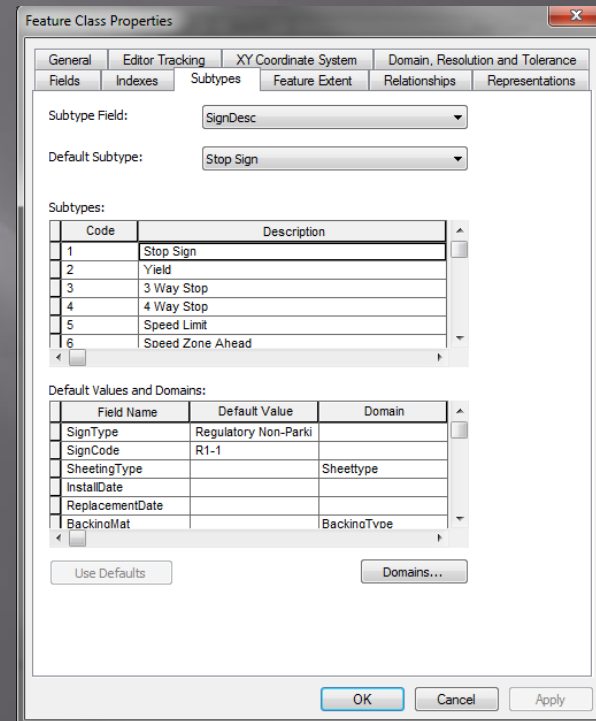 Feature Class Properties
General Editor Tracking XY Coordinate System Domain, Resolution and Tolerance
Fields Indexes Subtypes Feature Extent Relationships Representations
Subtype Field: SignDesc
Default Subtype: Stop Sign
Subtypes:
Code Description
1 Stop Sign
2 Yield
3 3 Way Stop
4 4 Way Stop
5 Speed Limit
6 Speed Zone Ahead
Default Values and Domains:
Field Name Default Value Domain
SignType Regulatory Non-Parki
SignCode R1-1
SheetingType Sheettype
InstallDate
ReplacementDate
BackingMat BackingType
Use Defaults Domains...
OK Cancel Apply